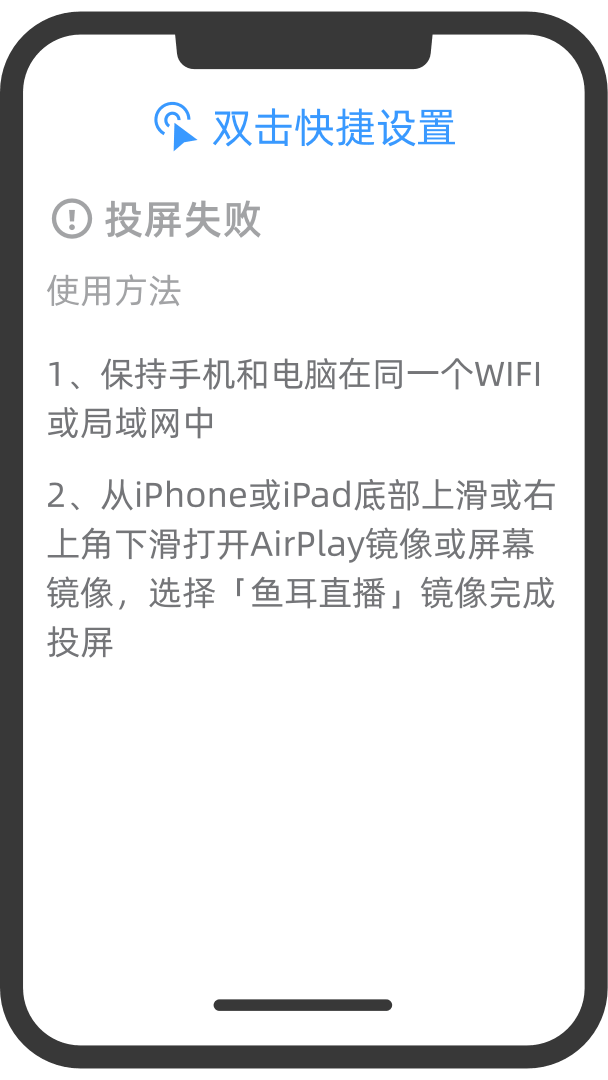 双击快捷设置
投屏失败
使用方法
1、保持手机和电脑在同一个WIFI
或局域网中
2、从iPhone或iPad底部上滑或右
上角下滑打开AirPlay镜像或屏幕
镜像，选择「鱼耳直播」镜像完成
投屏